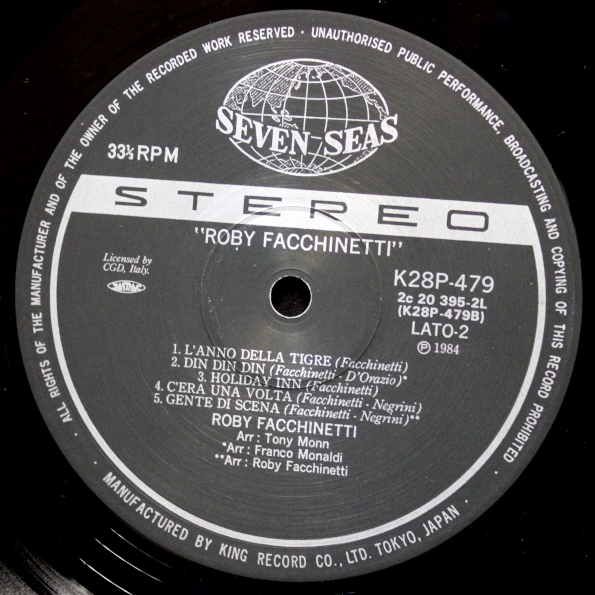 ALL RIGHTS OF THE MANUFACTURER AND OF THE OWNER OF THE RECORDED WORK RESERVED · UNAUTHORISED PUBLIC PERFORMANCE, BROADCASTING AND COPYING OF THIS RECORD PROHIBITED ·
SEVEN SEAS
33⅓RPM
STEREO
"ROBY FACCHINETTI"
Licensed by
CGD, Italy.
K28P-479
2c 20 395-2L
(K28P-479B)
LATO-2
Ⓟ 1984
1. L'ANNO DELLA TIGRE (Facchinetti)
2. DIN DIN DIN (Facchinetti - D'Orazio)*
3. HOLIDAY INN (Facchinetti)
4. C'ERA UNA VOLTA (Facchinetti - Negrini)
5. GENTE DI SCENA (Facchinetti - Negrini)**
ROBY FACCHINETTI
Arr : Tony Monn
*Arr : Franco Monaldi
**Arr : Roby Facchinetti
MANUFACTURED BY KING RECORD CO., LTD. TOKYO, JAPAN ·